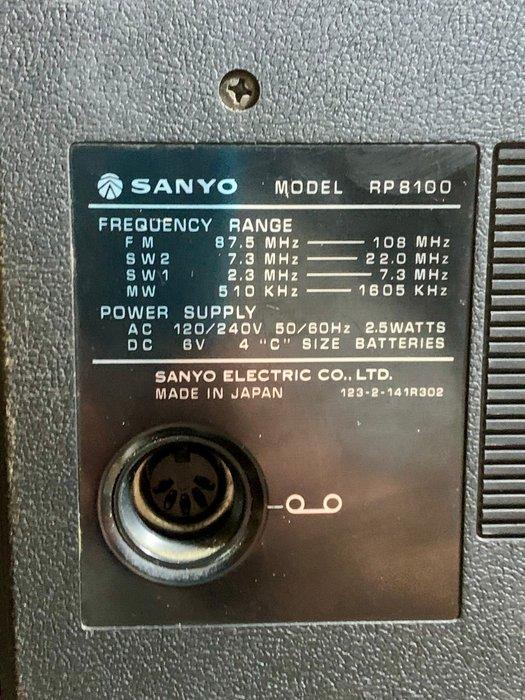 SANYO MODEL RP8100
FREQUENCY RANGE
FM 87.5 MHz — 108 MHz
SW2 7.3 MHz — 22.0 MHz
SW1 2.3 MHz — 7.3 MHz
MW 510 KHz — 1605 KHz
POWER SUPPLY
AC 120/240V 50/60Hz 2.5WATTS
DC 6V 4 "C" SIZE BATTERIES
SANYO ELECTRIC CO., LTD.
MADE IN JAPAN 123-2-141R302